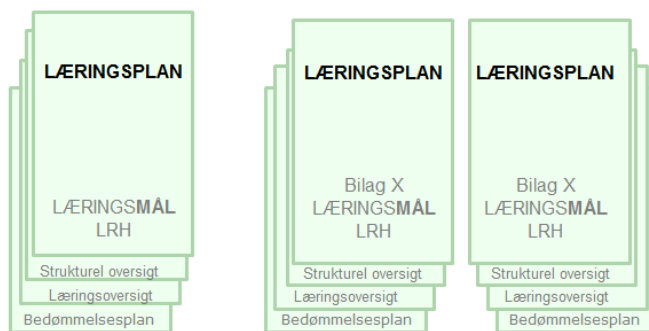 LÆRINGSPLAN
LÆRINGSMÅL
LRH
Strukturel oversigt
Læringsoversigt
Bedømmelsesplan
LÆRINGSPLAN
Bilag X
LÆRINGSMÅL
LRH
Strukturel oversigt
Læringsoversigt
Bedømmelsesplan
LÆRINGSPLAN
Bilag X
LÆRINGSMÅL
LRH
Strukturel oversigt
Læringsoversigt
Bedømmelsesplan